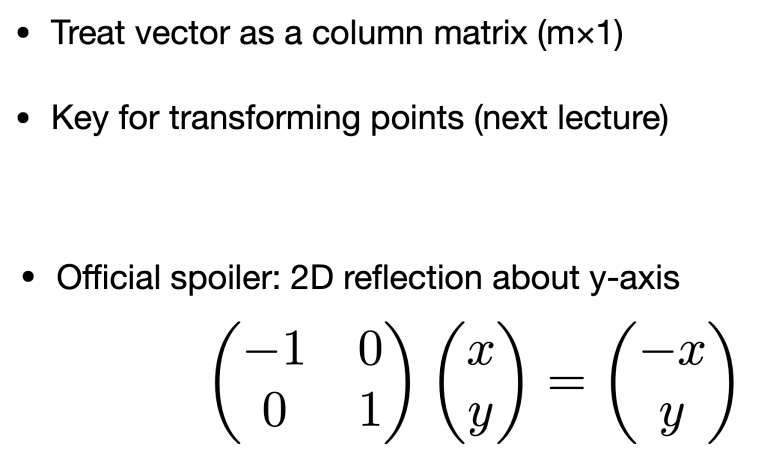 • Treat vector as a column matrix (m×1)
• Key for transforming points (next lecture)
• Official spoiler: 2D reflection about y-axis
(−1 0
0 1) (x
y) = (−x
y)